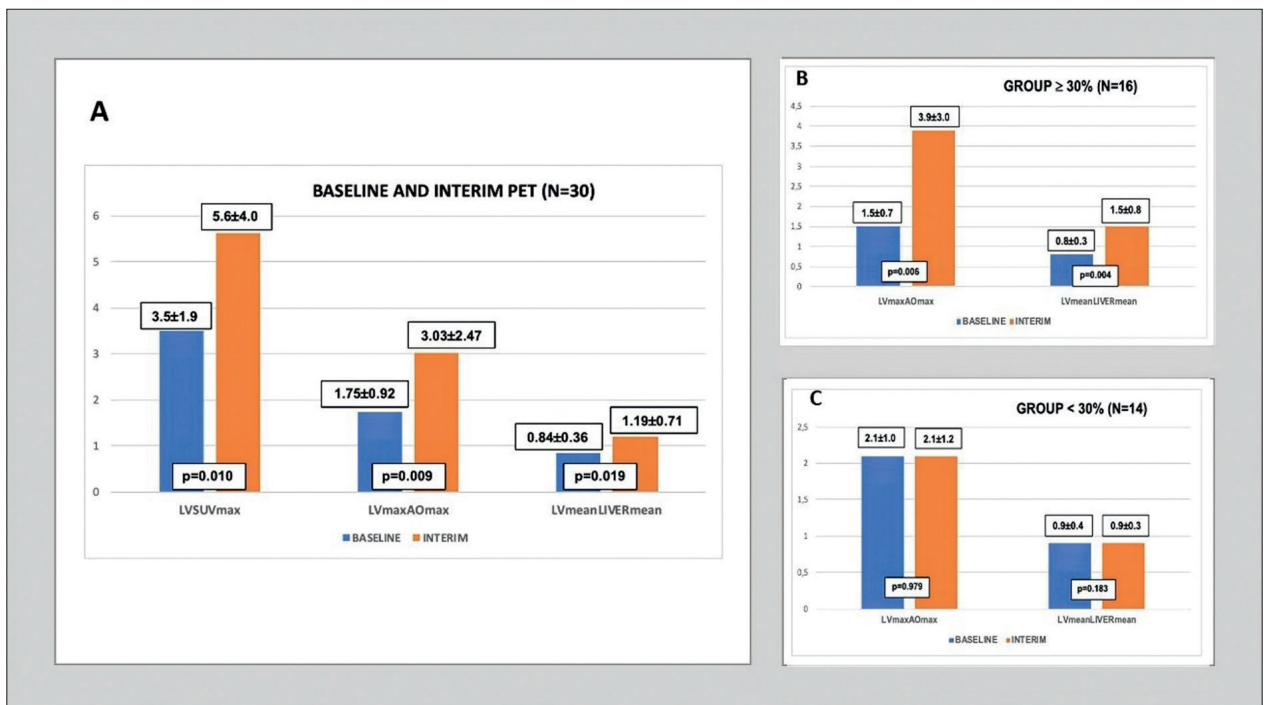 A
BASELINE AND INTERIM PET (N=30)
6
5
4
3
2
1
0
5.6±4.0
3.5±1.9
3.03±2.47
1.75±0.92
1.19±0.71
0.84±0.36
p=0.010
p=0.009
p=0.019
LVSUVmax
LVmaxAOmax
LVmeanLIVERmean
BASELINE INTERIM
B
GROUP ≥ 30% (N=16)
4,5
4
3,5
3
2,5
2
1,5
1
0,5
0
3.9±3.0
1.5±0.7
1.5±0.8
0.8±0.3
p=0.006
p=0.004
LVmaxAOmax
LVmeanLIVERmean
BASELINE INTERIM
C
GROUP < 30% (N=14)
2,5
2
1,5
1
0,5
0
2.1±1.0
2.1±1.2
0.9±0.4
0.9±0.3
p=0.979
p=0.183
LVmaxAOmax
LVmeanLIVERmean
BASELINE INTERIM